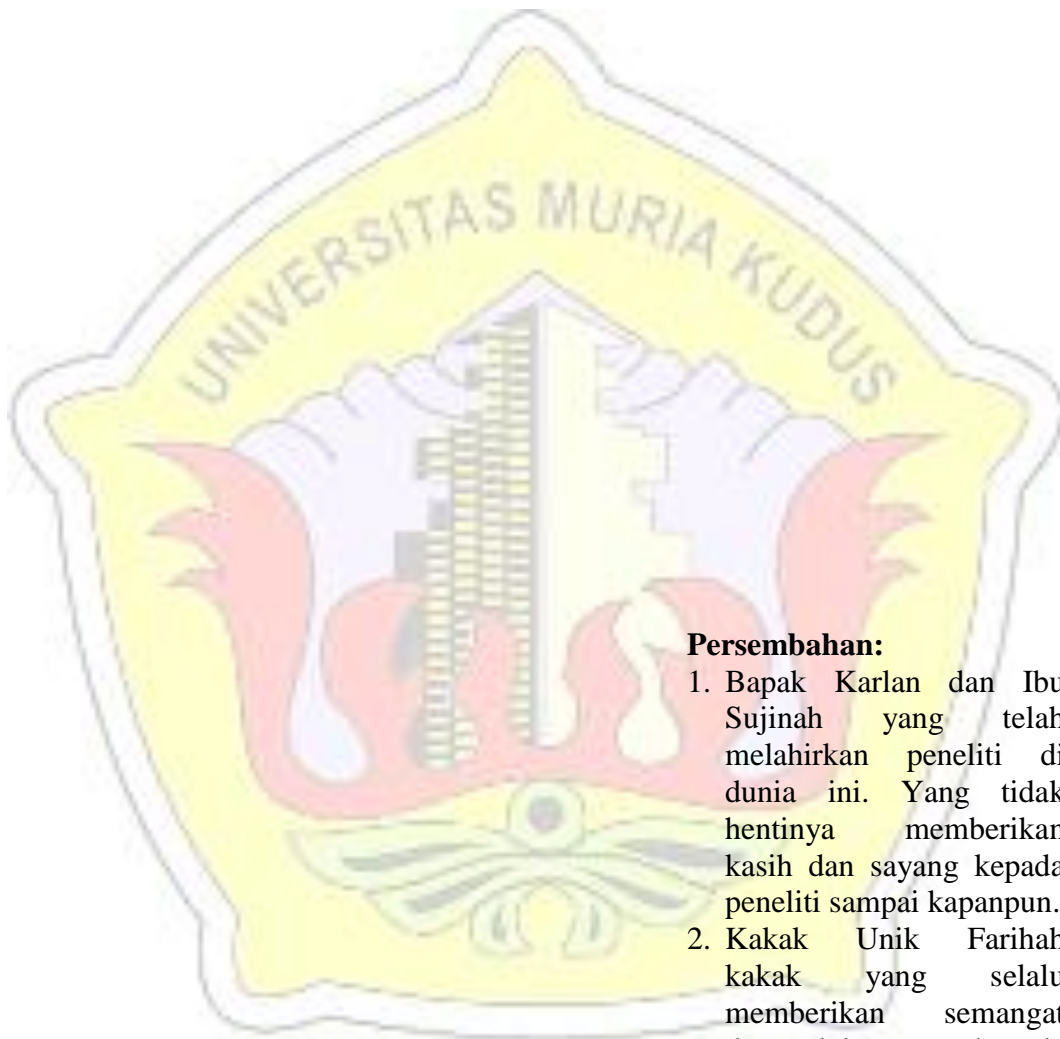 UNIVERSITAS MURIA KUDUS
Persembahan:
1. Bapak Karlan dan Ibu
Sujinah yang telah
melahirkan peneliti di
dunia ini. Yang tidak
hentinya memberikan
kasih dan sayang kepada
peneliti sampai kapanpun.
2. Kakak Unik Farihah
kakak yang selalu
memberikan semangat